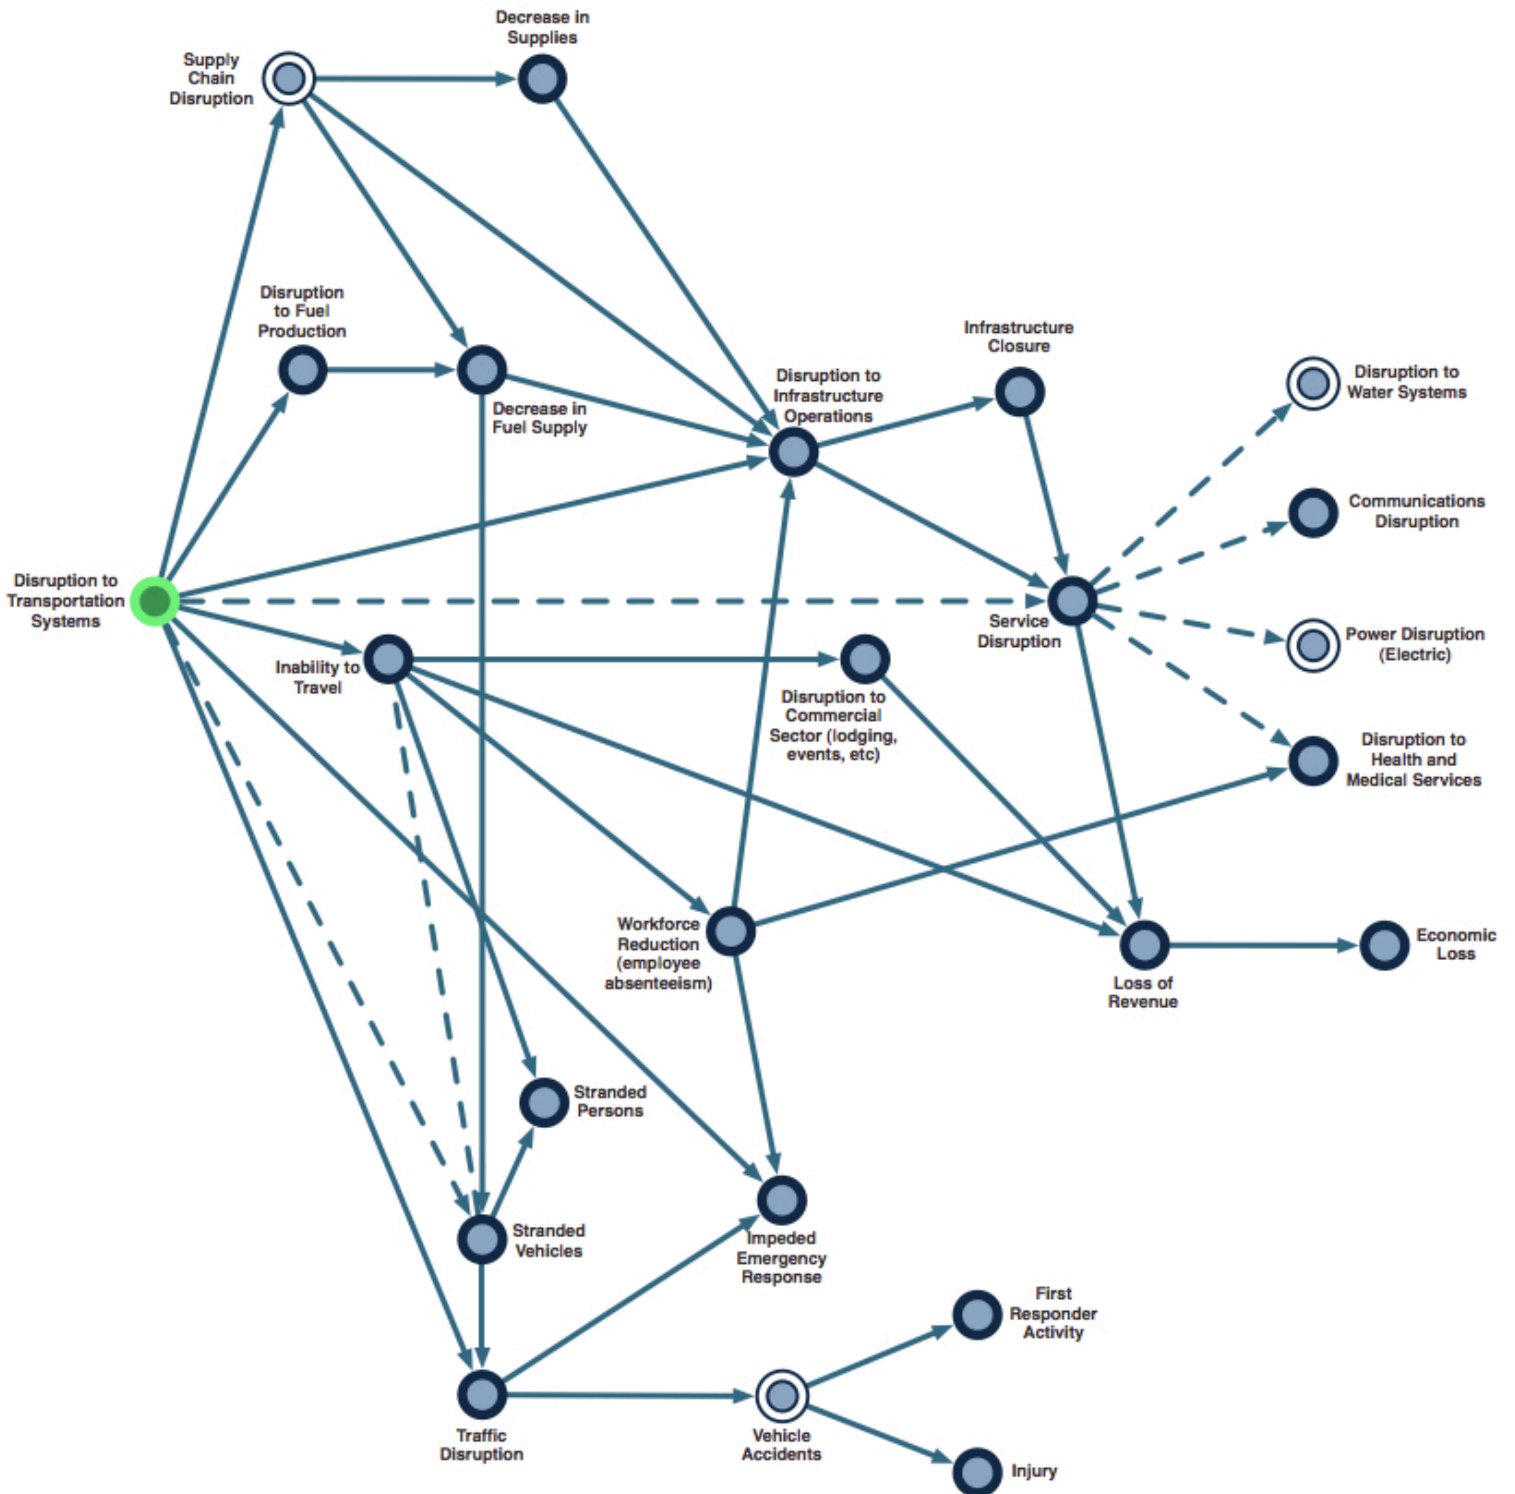 Decrease in
Supplies
Supply
Chain
Disruption
Disruption
to Fuel
Production
Decrease in
Fuel Supply
Disruption to
Infrastructure
Operations
Infrastructure
Closure
Disruption to
Water Systems
Communications
Disruption
Disruption to
Transportation
Systems
Service
Disruption
Power Disruption
(Electric)
Inability to
Travel
Disruption to
Commercial
Sector (lodging,
events, etc)
Disruption to
Health and
Medical Services
Workforce
Reduction
(employee
absenteeism)
Loss of
Revenue
Economic
Loss
Stranded
Persons
Stranded
Vehicles
Impeded
Emergency
Response
First
Responder
Activity
Traffic
Disruption
Vehicle
Accidents
Injury